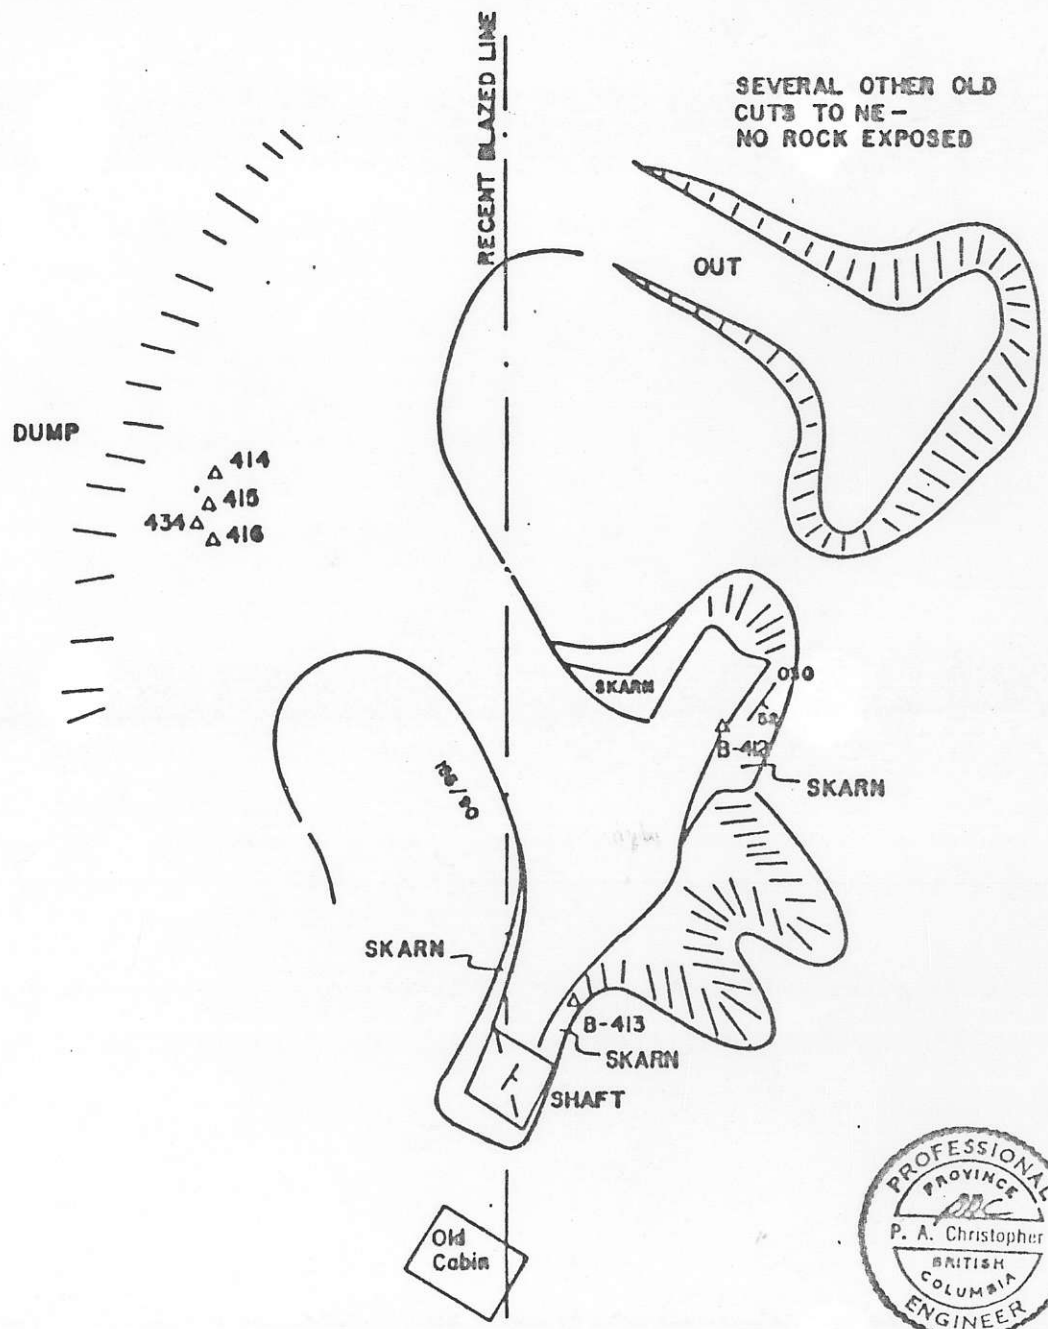 RECENT BLAZED LINE
SEVERAL OTHER OLD
CUTS TO NE -
NO ROCK EXPOSED
OUT
DUMP
414
415
434
416
SKARN
030
52
B-412
SKARN
SKARN
B-413
SKARN
SHAFT
Old
Cabin
PROFESSIONAL
PROVINCE
P. A. Christopher
BRITISH
COLUMBIA
ENGINEER